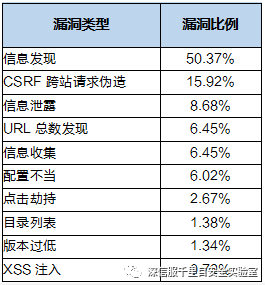 漏洞类型 漏洞比例
信息发现 50.37%
CSRF 跨站请求伪造 15.92%
信息泄露 8.68%
URL 总数发现 6.45%
信息收集 6.45%
配置不当 6.02%
点击劫持 2.67%
目录列表 1.38%
版本过低 1.34%
XSS 注入
深信服千里目安全实验室